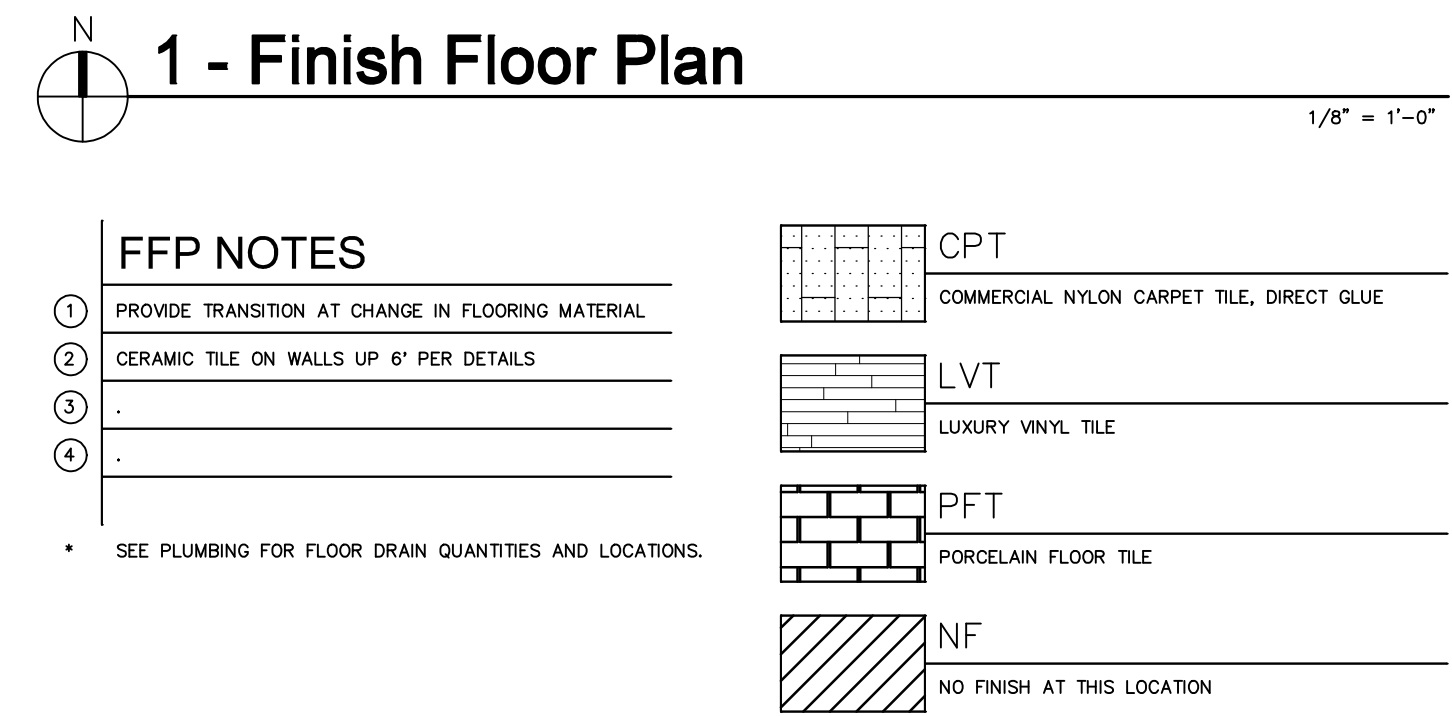 N
1 - Finish Floor Plan
1/8" = 1'-0"
FFP NOTES
1 PROVIDE TRANSITION AT CHANGE IN FLOORING MATERIAL
2 CERAMIC TILE ON WALLS UP 6' PER DETAILS
3 .
4 .
* SEE PLUMBING FOR FLOOR DRAIN QUANTITIES AND LOCATIONS.
CPT
COMMERCIAL NYLON CARPET TILE, DIRECT GLUE
LVT
LUXURY VINYL TILE
PFT
PORCELAIN FLOOR TILE
NF
NO FINISH AT THIS LOCATION